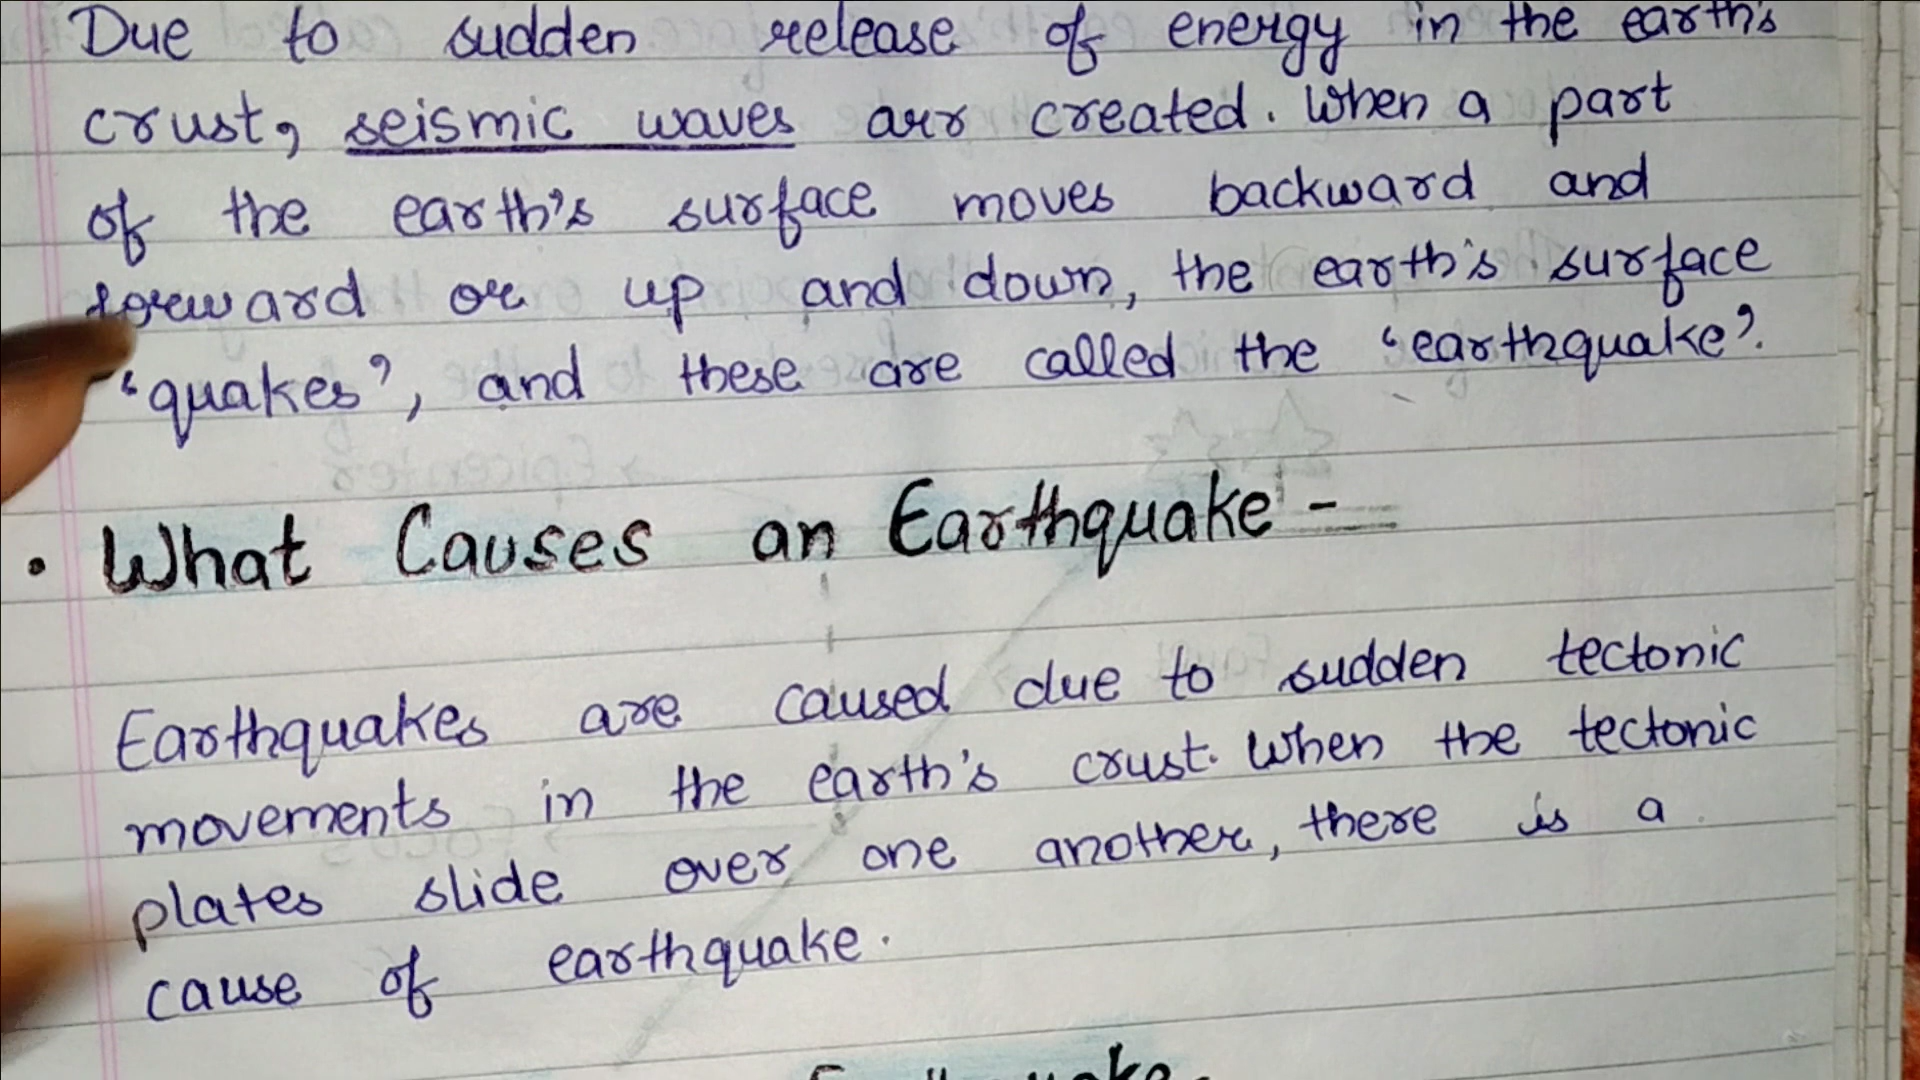 Due to sudden release of energy in the earth's
crust, seismic waves arr created. When a part
of the earth's surface moves backward and
forward or up and down, the earth's surface
'quakes', and these are called the 'earthquake'.
• What Causes an Earthquake -
Earthquakes are caused due to sudden tectonic
movements in the earth's crust. When the tectonic
plates slide over one another, there is a
cause of earthquake.